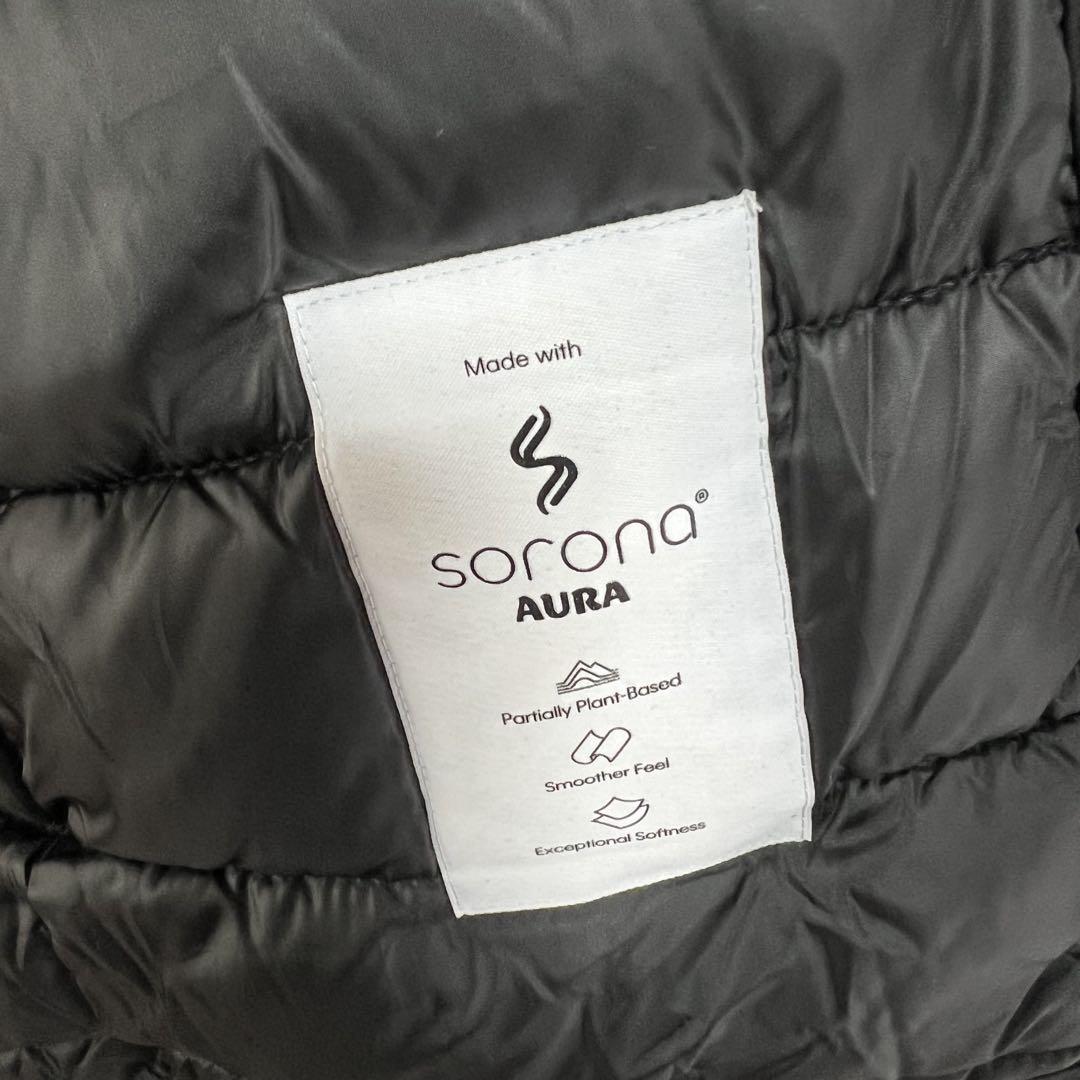 Made with
sorona®
AURA
Partially Plant-Based
Smoother Feel
Exceptional Softness